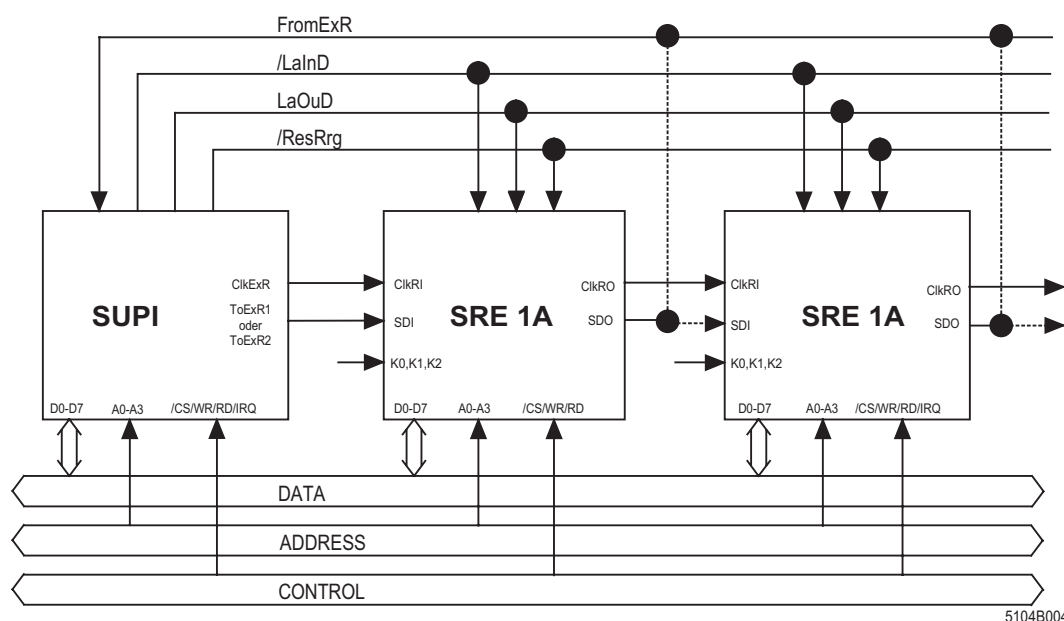 FromExR
/LaInD
LaOuD
/ResRrg
ClkExR
SUPI
ToExR1
oder
ToExR2
D0-D7 A0-A3 /CS/WR/RD/IRQ
ClkRI
ClkRO
SRE 1A
SDI
SDO
K0,K1,K2
D0-D7 A0-A3 /CS/WR/RD
ClkRI
ClkRO
SRE 1A
SDI
SDO
K0,K1,K2
D0-D7 A0-A3 /CS/WR/RD/IRQ
DATA
ADDRESS
CONTROL
5104B004